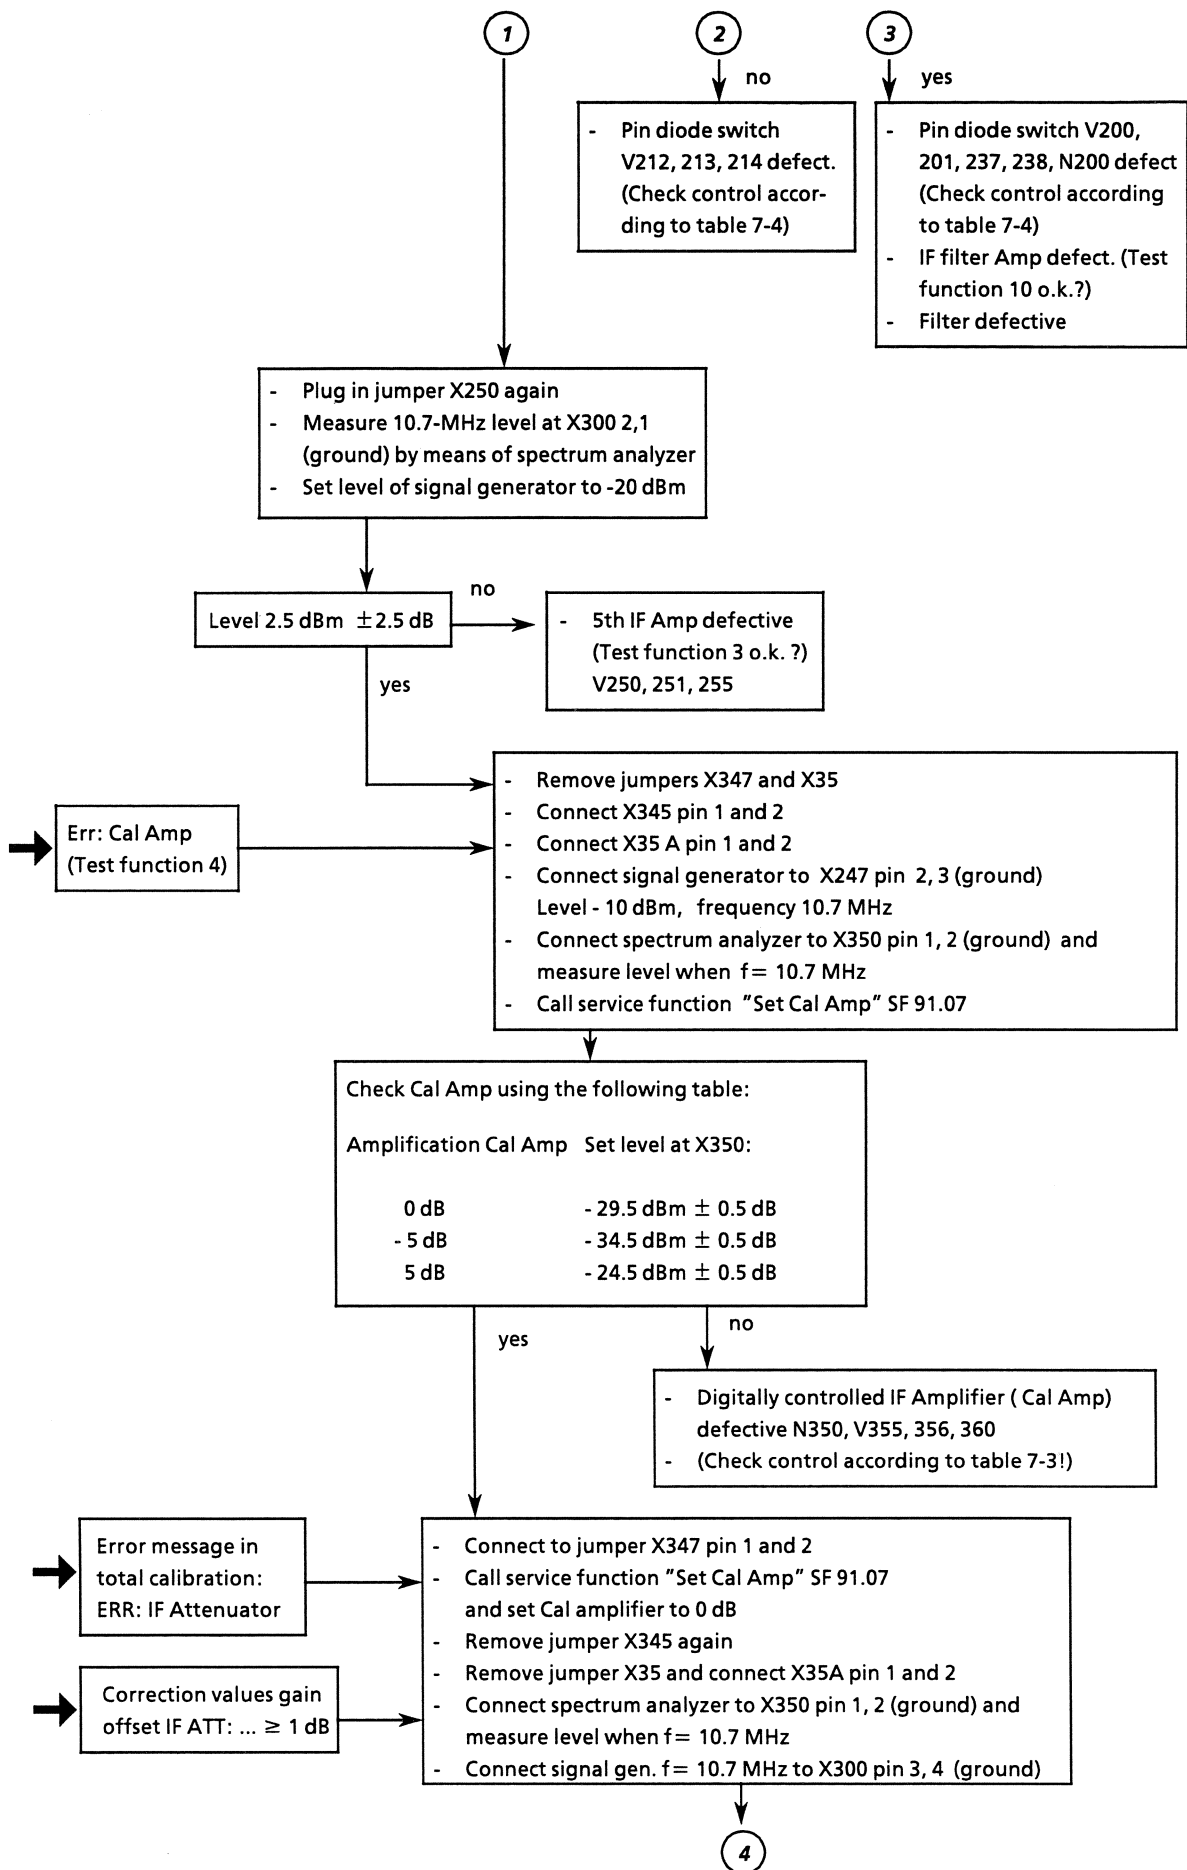 1
2
3
no
yes
- Pin diode switch
V212, 213, 214 defect.
(Check control accor-
ding to table 7-4)
- Pin diode switch V200,
201, 237, 238, N200 defect
(Check control according
to table 7-4)
- IF filter Amp defect. (Test
function 10 o.k.?)
- Filter defective
- Plug in jumper X250 again
- Measure 10.7-MHz level at X300 2,1
(ground) by means of spectrum analyzer
- Set level of signal generator to -20 dBm
no
Level 2.5 dBm ± 2.5 dB
- 5th IF Amp defective
(Test function 3 o.k. ?)
V250, 251, 255
yes
- Remove jumpers X347 and X35
- Connect X345 pin 1 and 2
- Connect X35 A pin 1 and 2
- Connect signal generator to X247 pin 2, 3 (ground)
Level - 10 dBm, frequency 10.7 MHz
- Connect spectrum analyzer to X350 pin 1, 2 (ground) and
measure level when f = 10.7 MHz
- Call service function "Set Cal Amp" SF 91.07
Err: Cal Amp
(Test function 4)
Check Cal Amp using the following table:
Amplification Cal Amp Set level at X350:
0 dB - 29.5 dBm ± 0.5 dB
- 5 dB - 34.5 dBm ± 0.5 dB
5 dB - 24.5 dBm ± 0.5 dB
yes
no
- Digitally controlled IF Amplifier ( Cal Amp)
defective N350, V355, 356, 360
- (Check control according to table 7-3!)
Error message in
total calibration:
ERR: IF Attenuator
Correction values gain
offset IF ATT: ... ≥ 1 dB
- Connect to jumper X347 pin 1 and 2
- Call service function "Set Cal Amp" SF 91.07
and set Cal amplifier to 0 dB
- Remove jumper X345 again
- Remove jumper X35 and connect X35A pin 1 and 2
- Connect spectrum analyzer to X350 pin 1, 2 (ground) and
measure level when f = 10.7 MHz
- Connect signal gen. f = 10.7 MHz to X300 pin 3, 4 (ground)
4